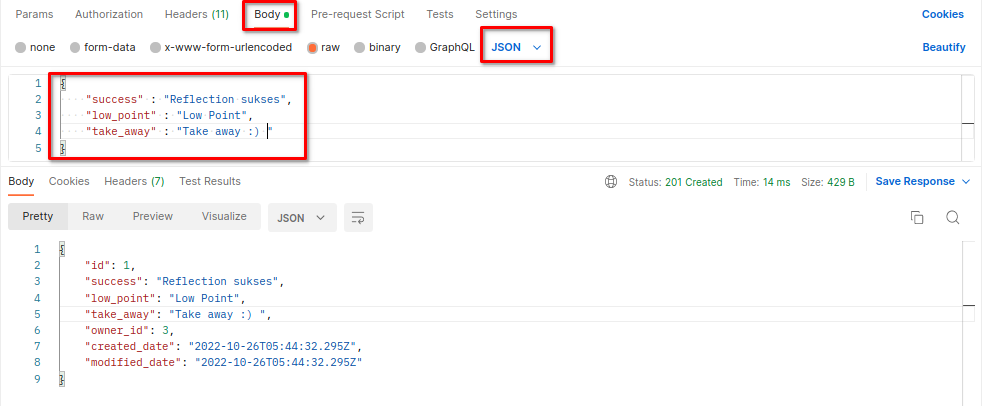 Params Authorization Headers (11) Body Pre-request Script Tests Settings Cookies
none form-data x-www-form-urlencoded raw binary GraphQL JSON Beautify
1 {
2 "success" : "Reflection sukses",
3 "low_point" : "Low Point",
4 "take_away" : "Take away :) "
5 }
Body Cookies Headers (7) Test Results Status: 201 Created Time: 14 ms Size: 429 B Save Response
Pretty Raw Preview Visualize JSON
1 {
2 "id": 1,
3 "success": "Reflection sukses",
4 "low_point": "Low Point",
5 "take_away": "Take away :) ",
6 "owner_id": 3,
7 "created_date": "2022-10-26T05:44:32.295Z",
8 "modified_date": "2022-10-26T05:44:32.295Z"
9 }